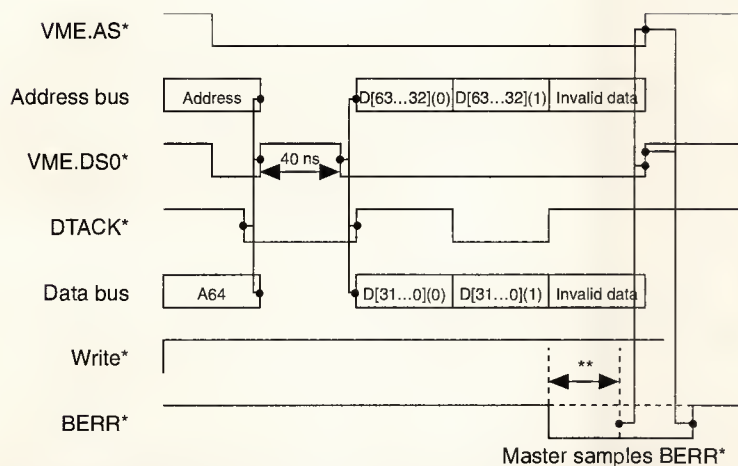 VME.AS*
Address bus
Address
D[63...32](0)
D[63...32](1)
Invalid data
VME.DS0*
40 ns
DTACK*
Data bus
A64
D[31...0](0)
D[31...0](1)
Invalid data
Write*
**
BERR*
Master samples BERR*